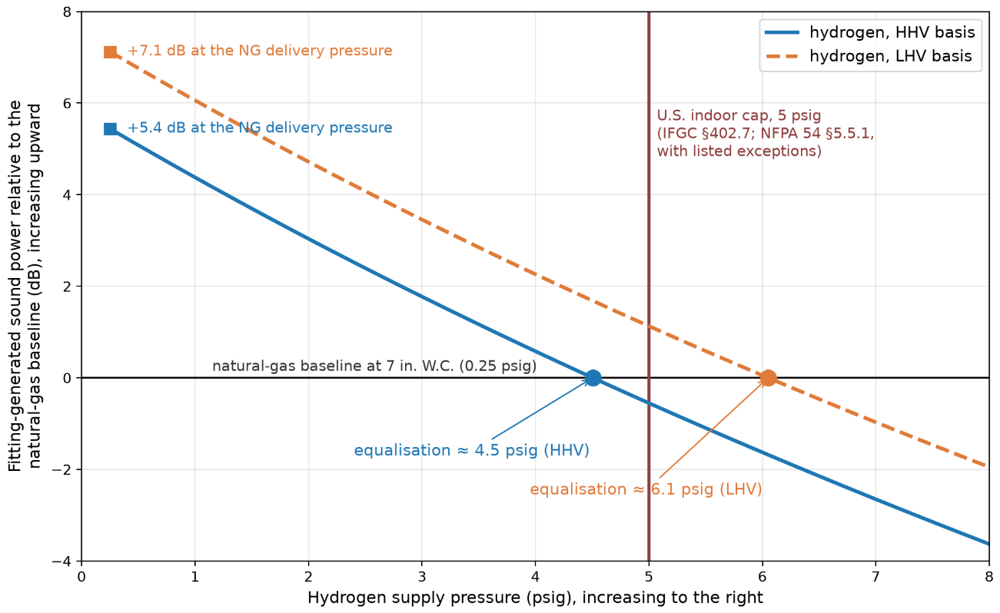 8
6
4
2
0
−2
−4
Fitting-generated sound power relative to the
natural-gas baseline (dB), increasing upward
hydrogen, HHV basis
hydrogen, LHV basis
+7.1 dB at the NG delivery pressure
+5.4 dB at the NG delivery pressure
U.S. indoor cap, 5 psig
(IFGC §402.7; NFPA 54 §5.5.1,
with listed exceptions)
natural-gas baseline at 7 in. W.C. (0.25 psig)
equalisation ≈ 4.5 psig (HHV)
equalisation ≈ 6.1 psig (LHV)
0 1 2 3 4 5 6 7 8
Hydrogen supply pressure (psig), increasing to the right